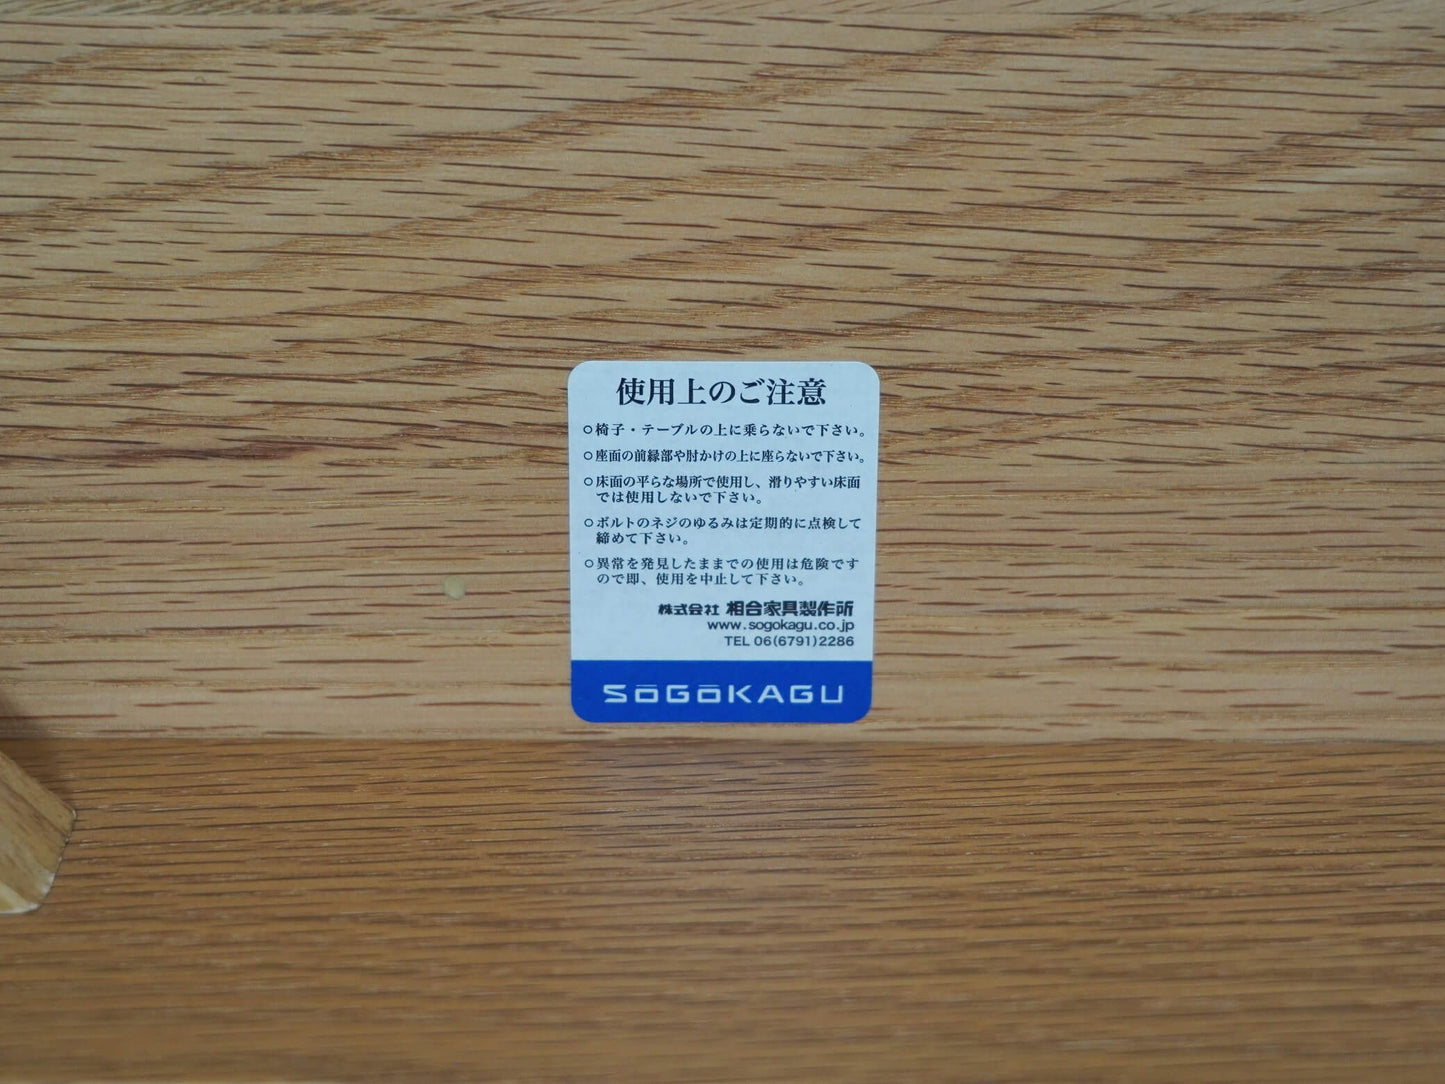 使用上のご注意
○椅子・テーブルの上に乗らないで下さい。
○座面の前縁部や肘かけの上に座らないで下さい。
○床面の平らな場所で使用し、滑りやすい床面
では使用しないで下さい。
○ボルトのネジのゆるみは定期的に点検して
締めて下さい。
○異常を発見したままでの使用は危険です
ので即、使用を中止して下さい。
株式会社 相合家具製作所
www.sogokagu.co.jp
TEL 06(6791)2286
SōGōKAGU